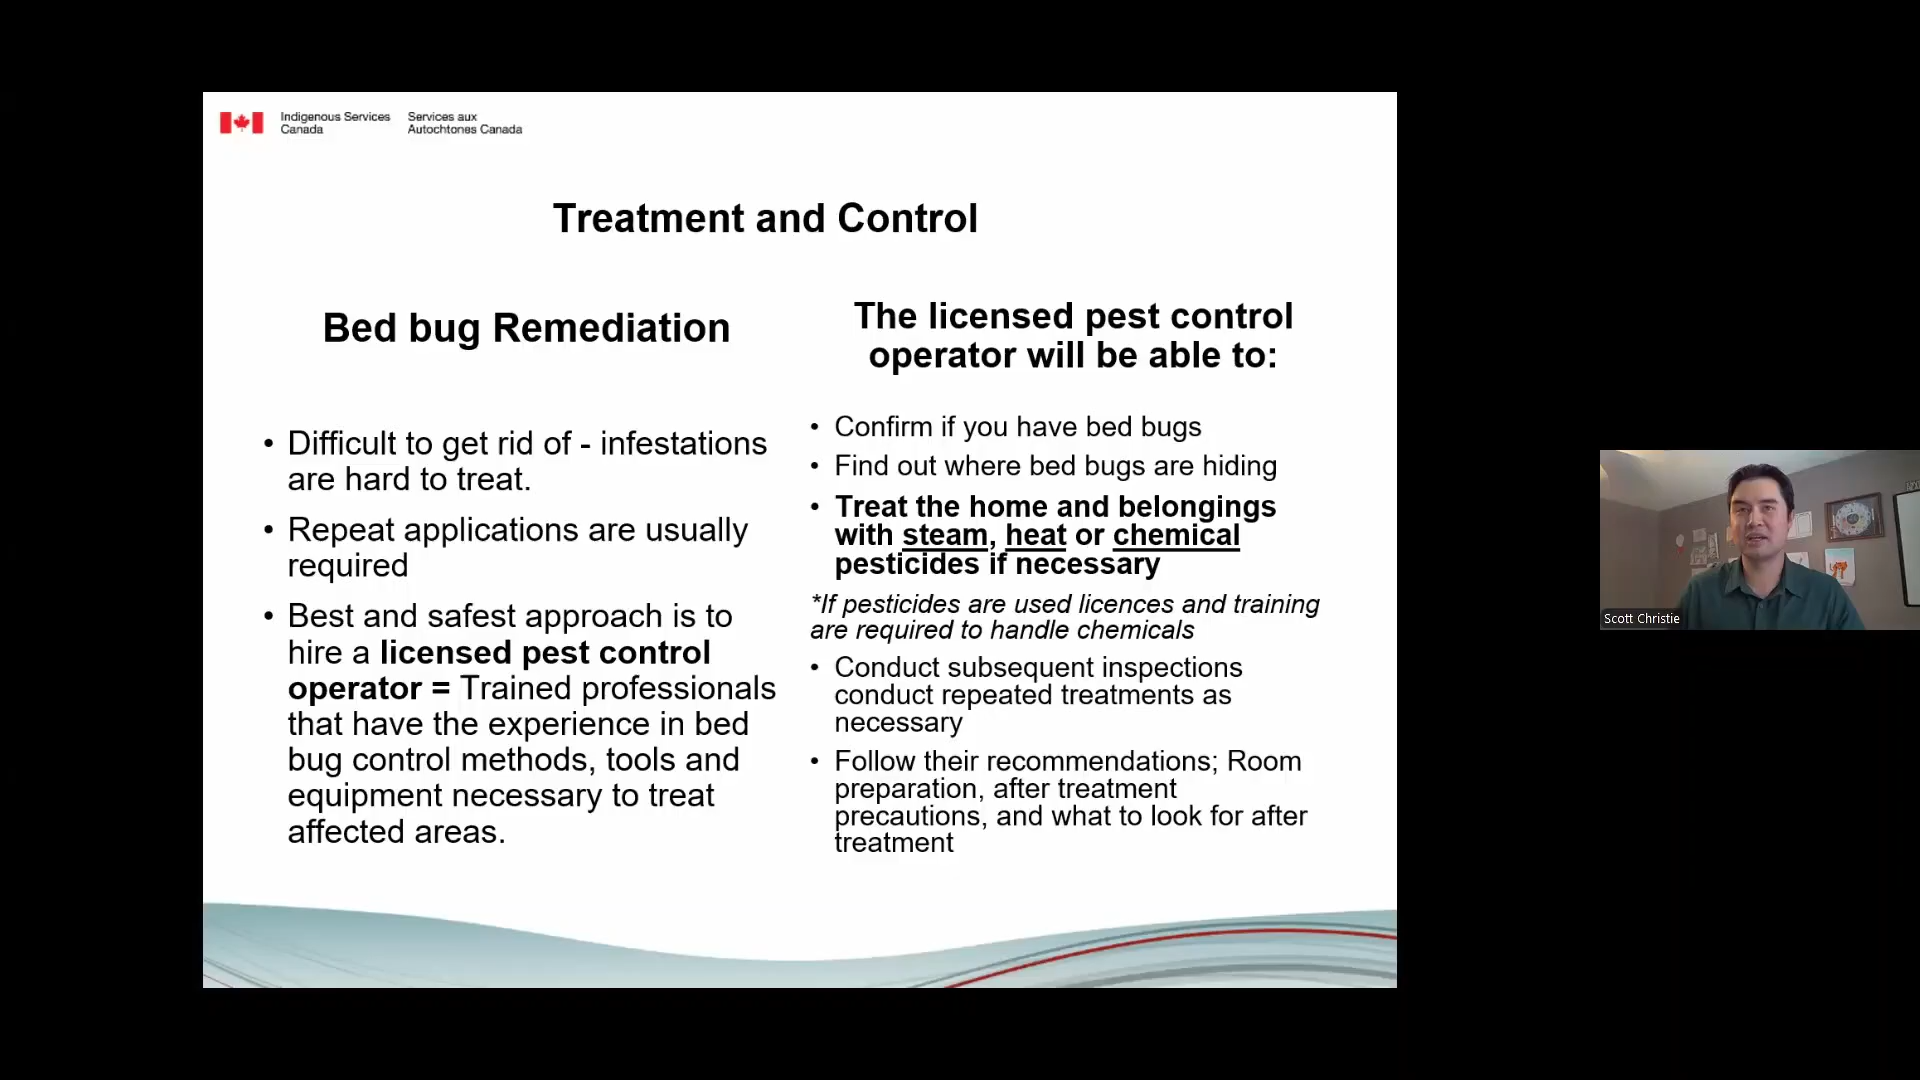 Indigenous Services
Canada
Services aux
Autochtones Canada
Treatment and Control
Bed bug Remediation
• Difficult to get rid of - infestations
are hard to treat.
• Repeat applications are usually
required
• Best and safest approach is to
hire a licensed pest control
operator = Trained professionals
that have the experience in bed
bug control methods, tools and
equipment necessary to treat
affected areas.
The licensed pest control
operator will be able to:
• Confirm if you have bed bugs
• Find out where bed bugs are hiding
• Treat the home and belongings
with steam, heat or chemical
pesticides if necessary
*If pesticides are used licences and training
are required to handle chemicals
• Conduct subsequent inspections
conduct repeated treatments as
necessary
• Follow their recommendations; Room
preparation, after treatment
precautions, and what to look for after
treatment
Scott Christie